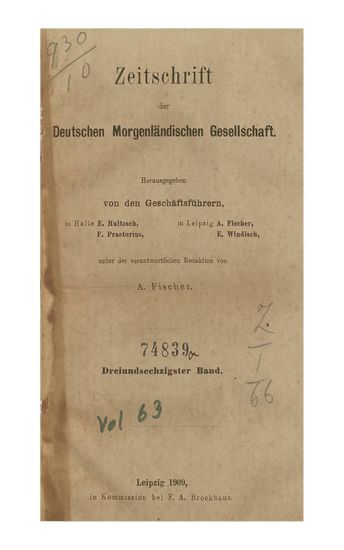 930
10
Zeitschrift
der
Deutschen Morgenländischen Gesellschaft.
Herausgegeben
von den Geschäftsführern,
in Halle E. Hultzsch, in Leipzig A. Fischer,
F. Praetorius, E. Windisch,
unter der verantwortlichen Redaktion von
A. Fischer.
74839
Z
1
66
Dreiundsechzigster Band.
Vol 63
Leipzig 1909,
in Kommission bei F. A. Brockhaus.